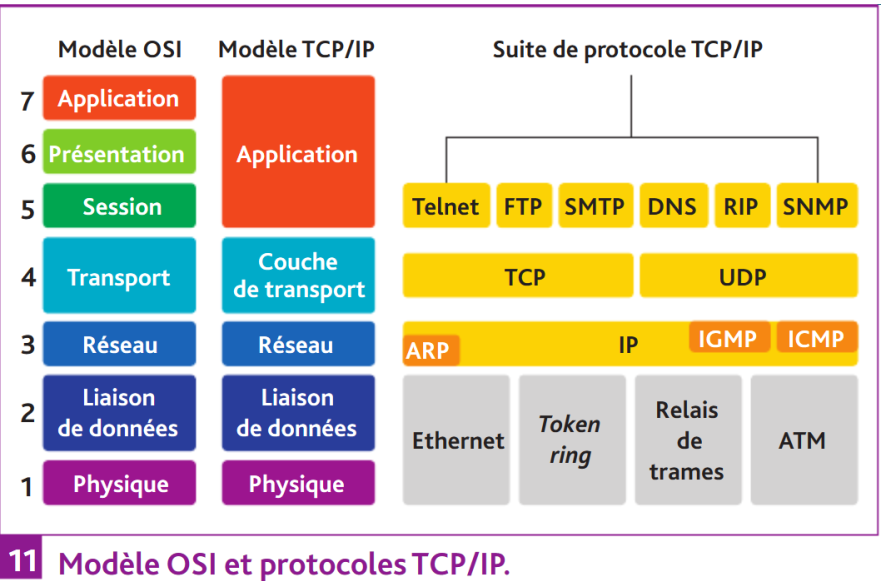 Modèle OSI Modèle TCP/IP Suite de protocole TCP/IP
7 Application
6 Présentation Application
5 Session Telnet FTP SMTP DNS RIP SNMP
4 Transport Couche de transport TCP UDP
3 Réseau Réseau ARP IP IGMP ICMP
2 Liaison de données Liaison de données Ethernet Token ring Relais de trames ATM
1 Physique Physique
11 Modèle OSI et protocoles TCP/IP.